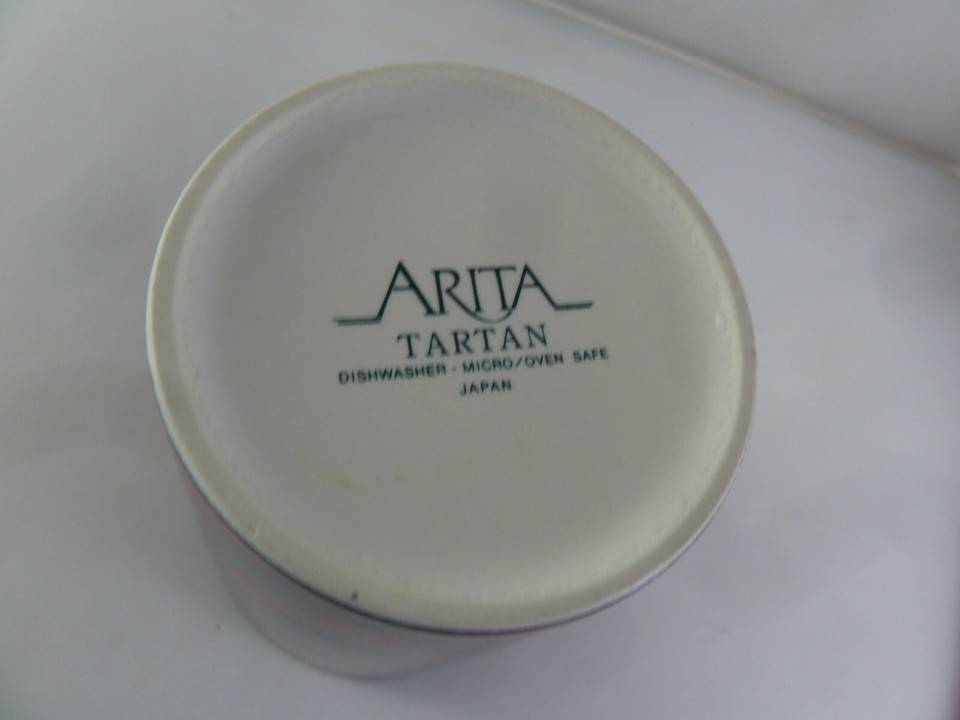 ARITA
TARTAN
DISHWASHER - MICRO/OVEN SAFE
JAPAN